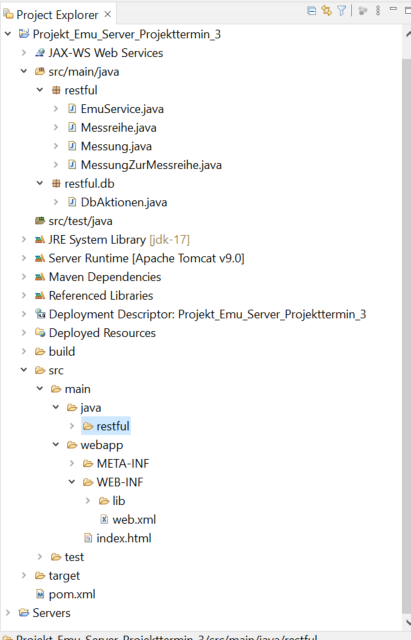 Project Explorer
Projekt_Emu_Server_Projekttermin_3
JAX-WS Web Services
src/main/java
restful
EmuService.java
Messreihe.java
Messung.java
MessungZurMessreihe.java
restful.db
DbAktionen.java
src/test/java
JRE System Library [jdk-17]
Server Runtime [Apache Tomcat v9.0]
Maven Dependencies
Referenced Libraries
Deployment Descriptor: Projekt_Emu_Server_Projekttermin_3
Deployed Resources
build
src
main
java
restful
webapp
META-INF
WEB-INF
lib
web.xml
index.html
test
target
pom.xml
Servers
Projekt_Emu_Server_Projekttermin_3/src/main/java/restful